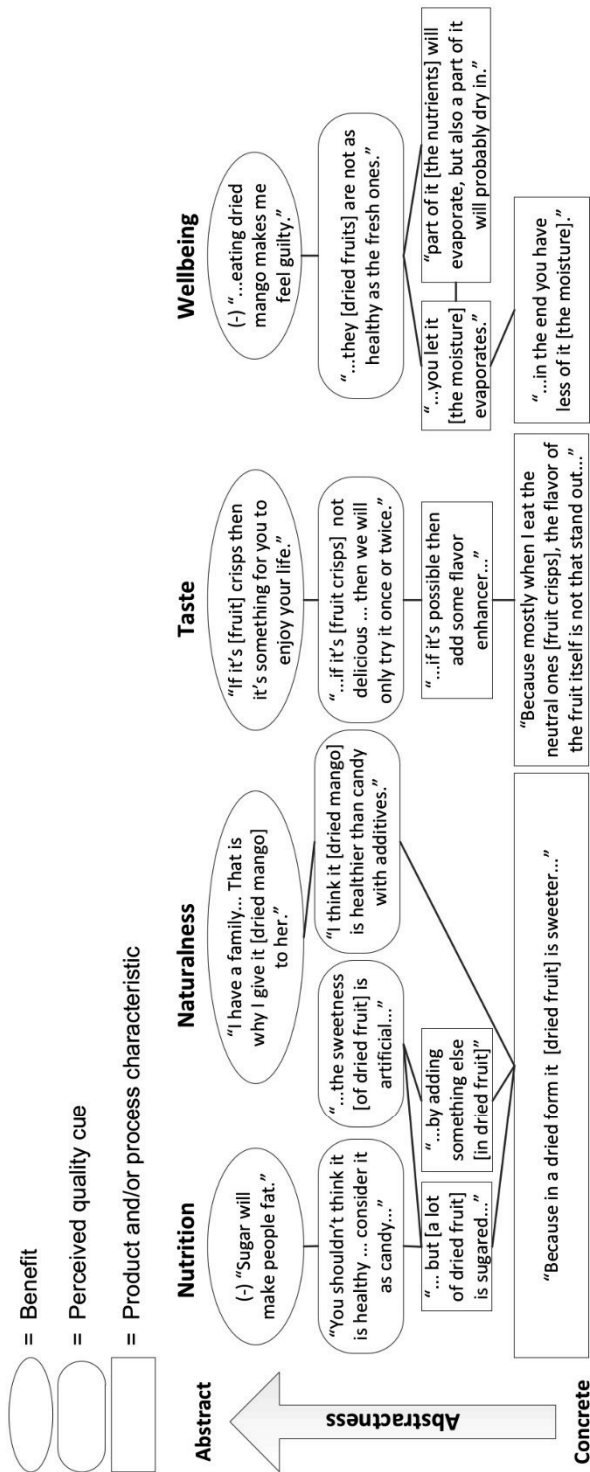 = Benefit
= Perceived quality cue
= Product and/or process characteristic
Abstract
Abstractness
Concrete
Nutrition
(-) “Sugar will
make people fat.”
“You shouldn’t think it
is healthy ... consider it
as candy...”
“... but [a lot
of dried fruit]
is sugared...”
Naturalness
“I have a family... That is
why I give it [dried mango]
to her.”
“...the sweetness
[of dried fruit] is
artificial...”
“I think it [dried mango]
is healthier than candy
with additives.”
“...by adding
something else
[in dried fruit]”
“Because in a dried form it [dried fruit] is sweeter...”
Taste
“If it’s [fruit] crisps then
it’s something for you to
enjoy your life.”
“...if it’s [fruit crisps] not
delicious ... then we will
only try it once or twice.”
“...if it’s possible then
add some flavor
enhancer...”
“Because mostly when I eat the
neutral ones [fruit crisps], the flavor of
the fruit itself is not that stand out...”
Wellbeing
(-) “...eating dried
mango makes me
feel guilty.”
“...they [dried fruits] are not as
healthy as the fresh ones.”
“...you let it
[the moisture]
evaporates.”
“part of it [the nutrients] will
evaporate, but also a part of it
will probably dry in.”
“...in the end you have
less of it [the moisture].”